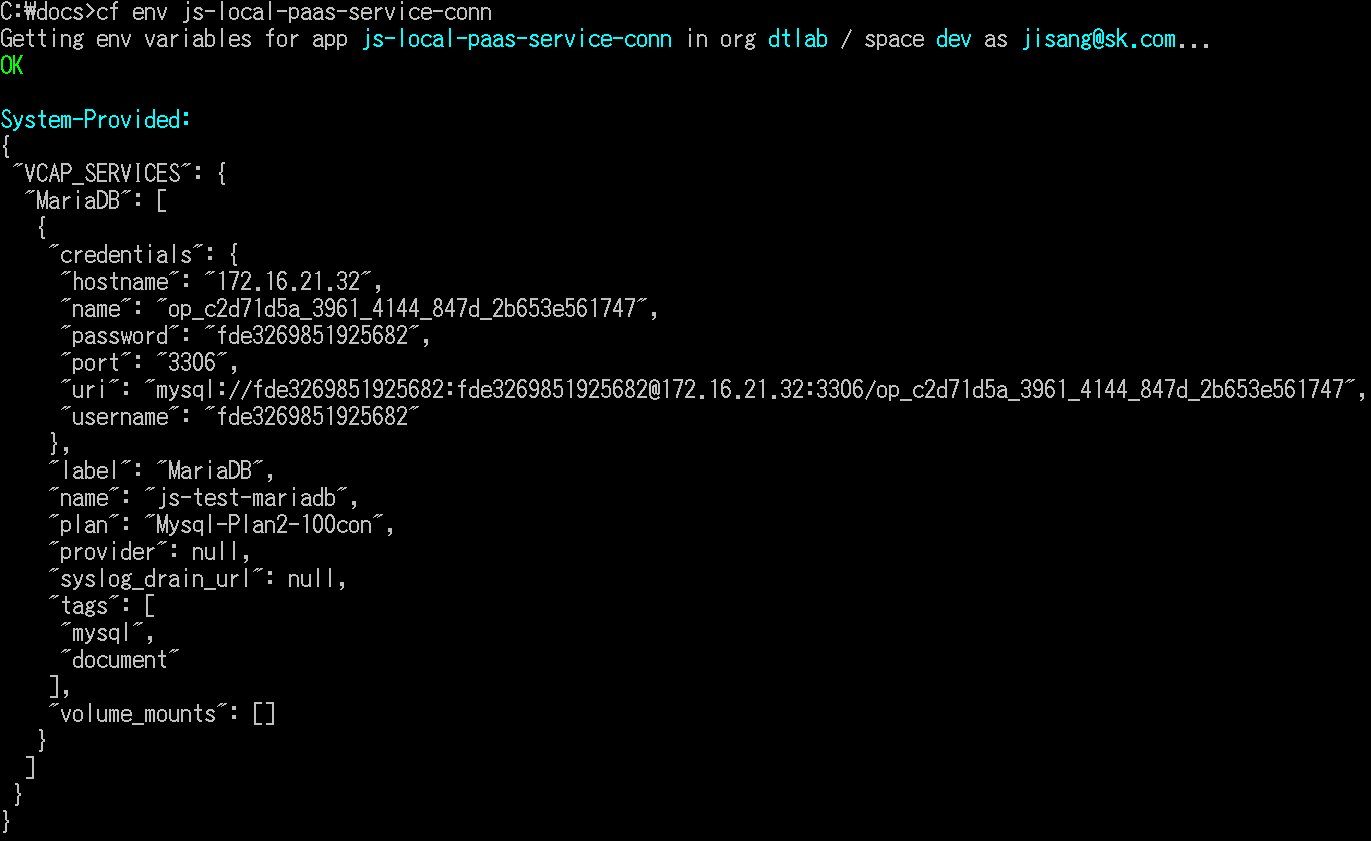 C:₩docs>cf env js-local-paas-service-conn
Getting env variables for app js-local-paas-service-conn in org dtlab / space dev as jisang@sk.com...
OK

System-Provided:
{
 "VCAP_SERVICES": {
  "MariaDB": [
   {
    "credentials": {
     "hostname": "172.16.21.32",
     "name": "op_c2d71d5a_3961_4144_847d_2b653e561747",
     "password": "fde3269851925682",
     "port": "3306",
     "uri": "mysql://fde3269851925682:fde3269851925682@172.16.21.32:3306/op_c2d71d5a_3961_4144_847d_2b653e561747",
     "username": "fde3269851925682"
    },
    "label": "MariaDB",
    "name": "js-test-mariadb",
    "plan": "Mysql-Plan2-100con",
    "provider": null,
    "syslog_drain_url": null,
    "tags": [
     "mysql",
     "document"
    ],
    "volume_mounts": []
   }
  ]
 }
}